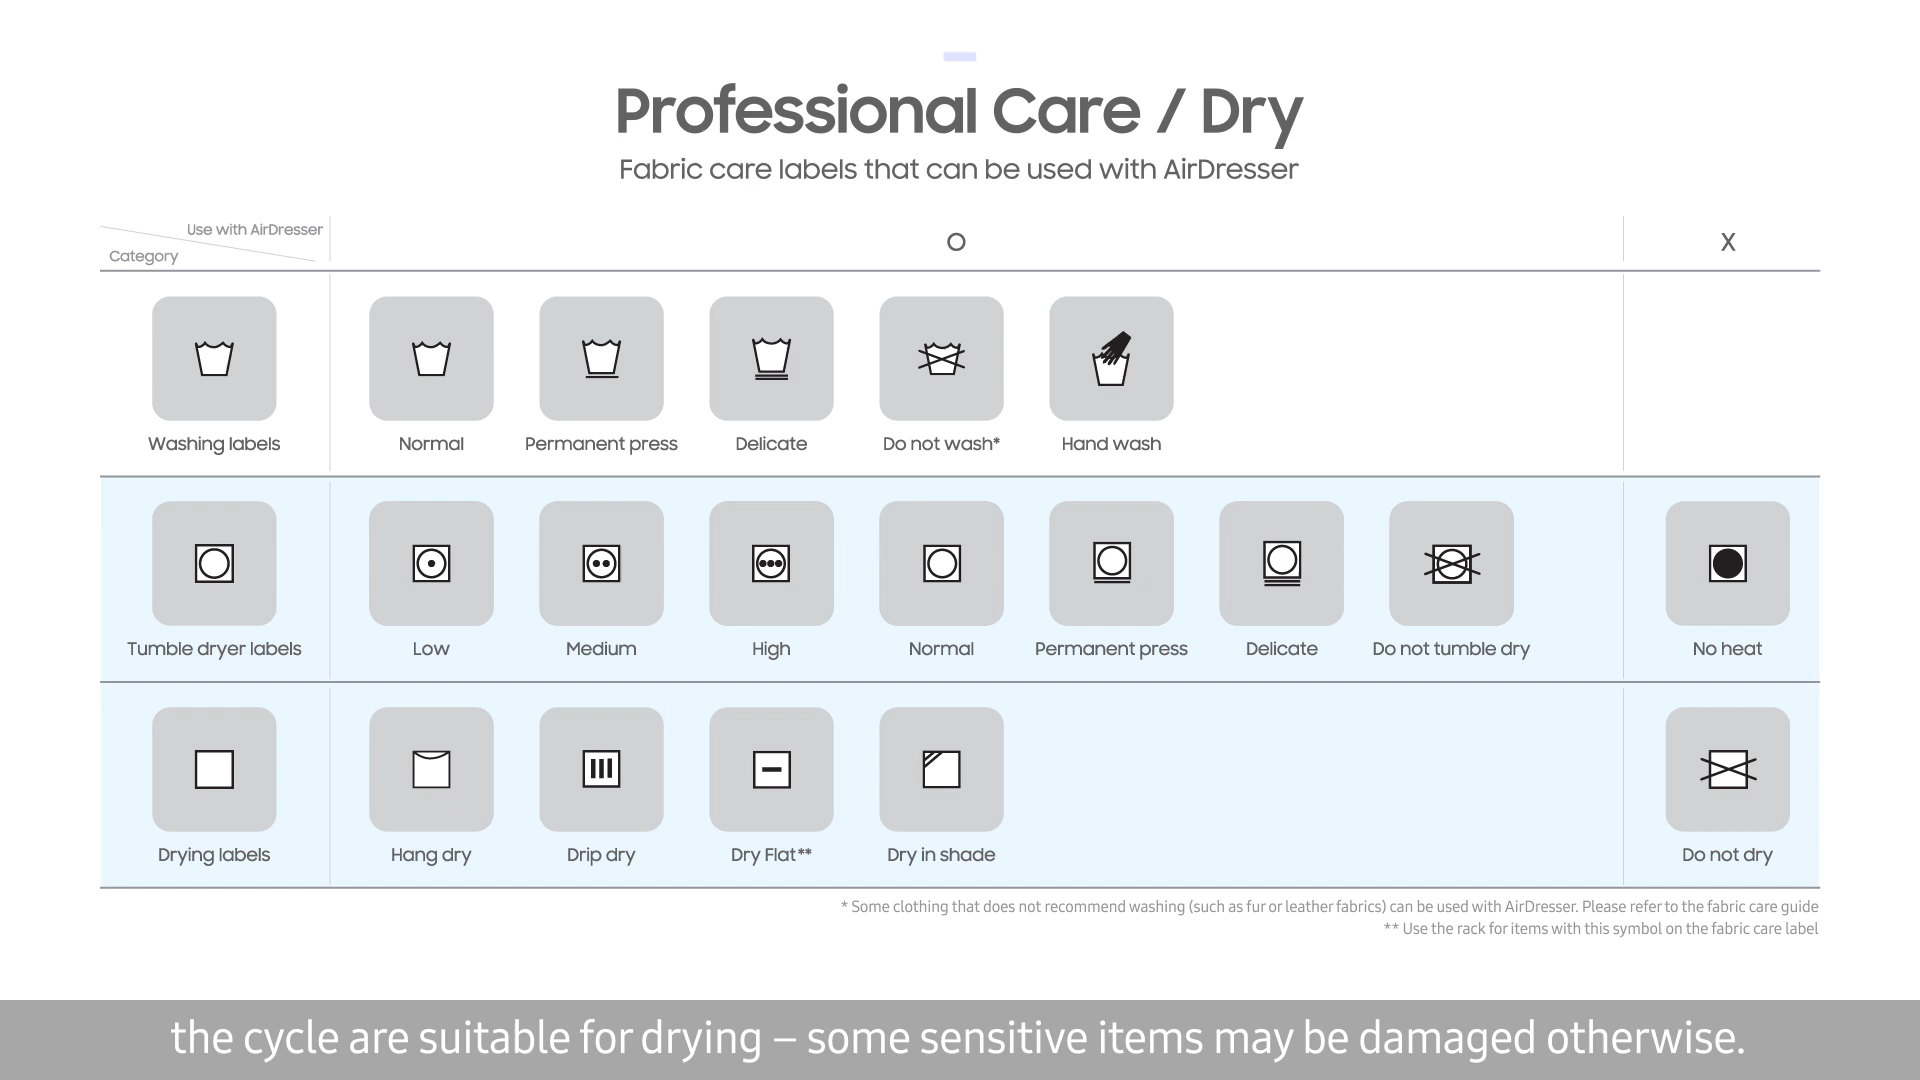 Professional Care / Dry
Fabric care labels that can be used with AirDresser
Use with AirDresser
Category
O
X
Washing labels
Normal
Permanent press
Delicate
Do not wash*
Hand wash
Tumble dryer labels
Low
Medium
High
Normal
Permanent press
Delicate
Do not tumble dry
No heat
Drying labels
Hang dry
Drip dry
Dry Flat**
Dry in shade
Do not dry
* Some clothing that does not recommend washing (such as fur or leather fabrics) can be used with AirDresser. Please refer to the fabric care guide
** Use the rack for items with this symbol on the fabric care label
the cycle are suitable for drying – some sensitive items may be damaged otherwise.